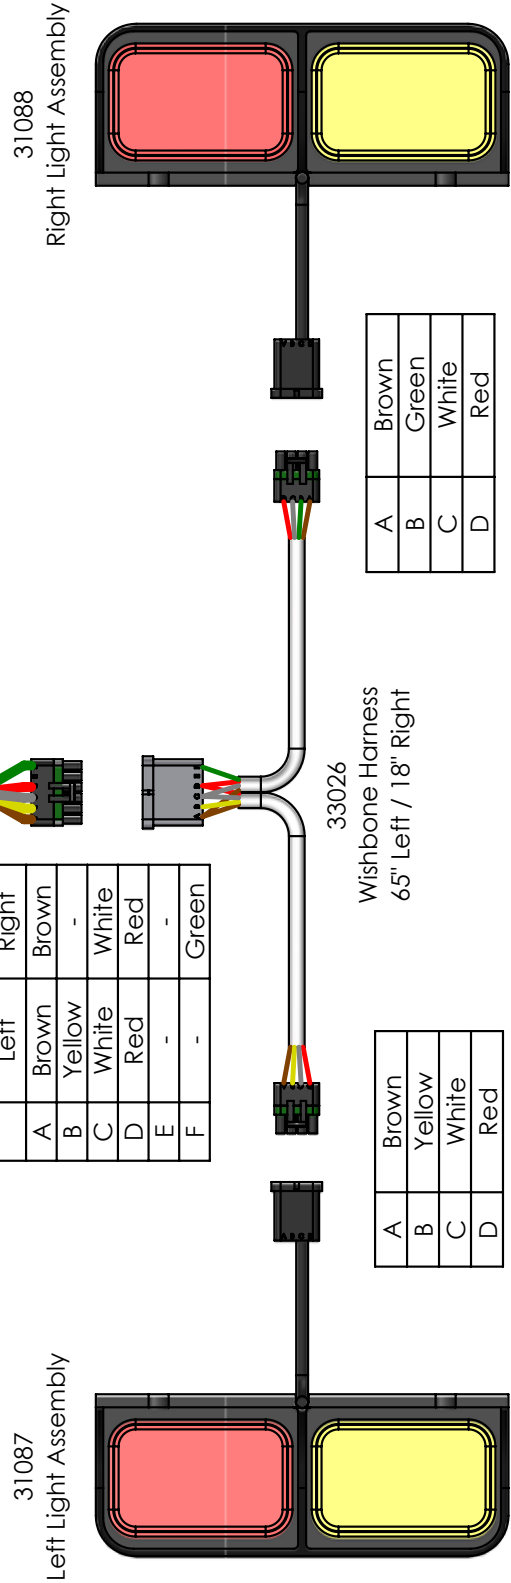 31087
Left Light Assembly
Left Right
A Brown Brown
B Yellow -
C White White
D Red Red
E - -
F - Green
33026
Wishbone Harness
65" Left / 18" Right
A Brown
B Yellow
C White
D Red
A Brown
B Green
C White
D Red
31088
Right Light Assembly